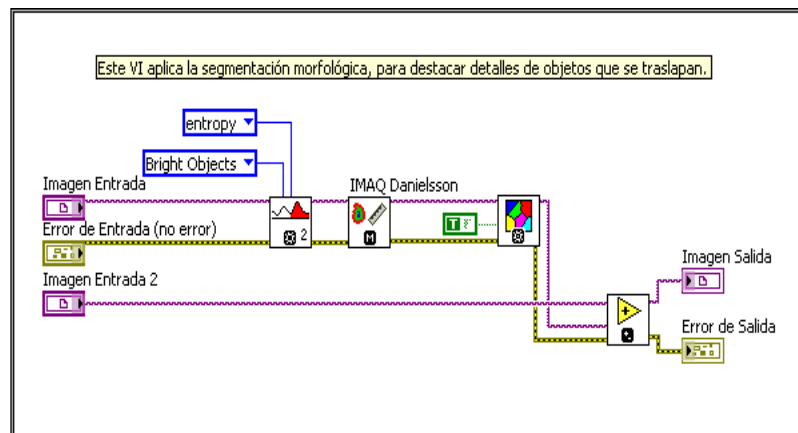 Este VI aplica la segmentación morfológica, para destacar detalles de objetos que se traslapan.
entropy
Bright Objects
Imagen Entrada
IMAQ Danielsson
2
M
T F
Error de Entrada (no error)
Imagen Entrada 2
Imagen Salida
Error de Salida